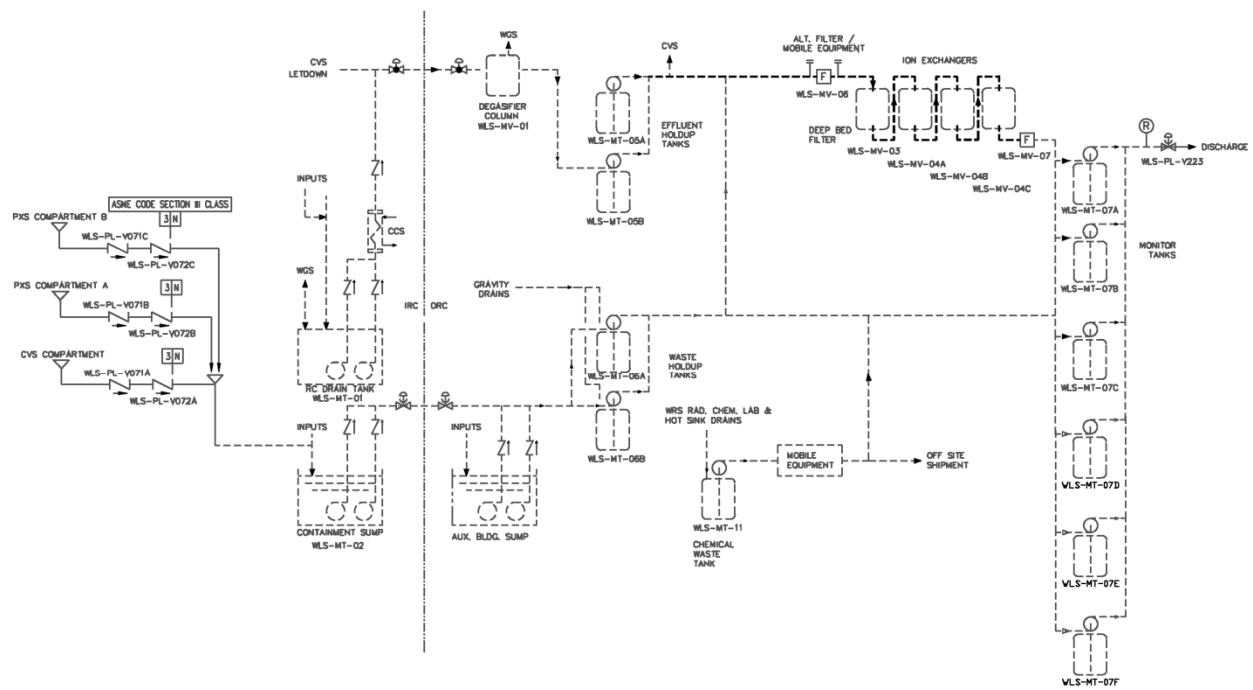 WGS
CVS
LETDOWN
DEGASIFIER
COLUMN
WLS-MV-01
CVS
WLS-MT-05A
EFFLUENT
HOLDUP
TANKS
WLS-MT-05B
ALT. FILTER /
MOBILE EQUIPMENT
F
WLS-MV-06
ION EXCHANGERS
DEEP BED
FILTER
WLS-MV-03
WLS-MV-04A
WLS-MV-04B
WLS-MV-04C
F
WLS-MV-07
R
DISCHARGE
WLS-PL-V223
WLS-MT-07A
MONITOR
TANKS
WLS-MT-07B
WLS-MT-07C
WLS-MT-07D
WLS-MT-07E
WLS-MT-07F
INPUTS
ASNE CODE SECTION III CLASS
3 N
PXS COMPARTMENT B
WLS-PL-V071C
WLS-PL-V072C
CCS
WGS
3 N
PXS COMPARTMENT A
WLS-PL-V071B
WLS-PL-V072B
IRC
ORC
3 N
CVS COMPARTMENT
WLS-PL-V071A
WLS-PL-V072A
RC DRAIN TANK
WLS-MT-01
GRAVITY
DRAINS
WLS-MT-06A
WASTE
HOLDUP
TANKS
WLS-MT-06B
INPUTS
CONTAINMENT SUMP
WLS-MT-02
INPUTS
AUX. BLDG. SUMP
WRS RAD, CHEM. LAB &
HOT SINK DRAINS
MOBILE
EQUIPMENT
OFF SITE
SHIPMENT
WLS-MT-11
CHEMICAL
WASTE
TANK